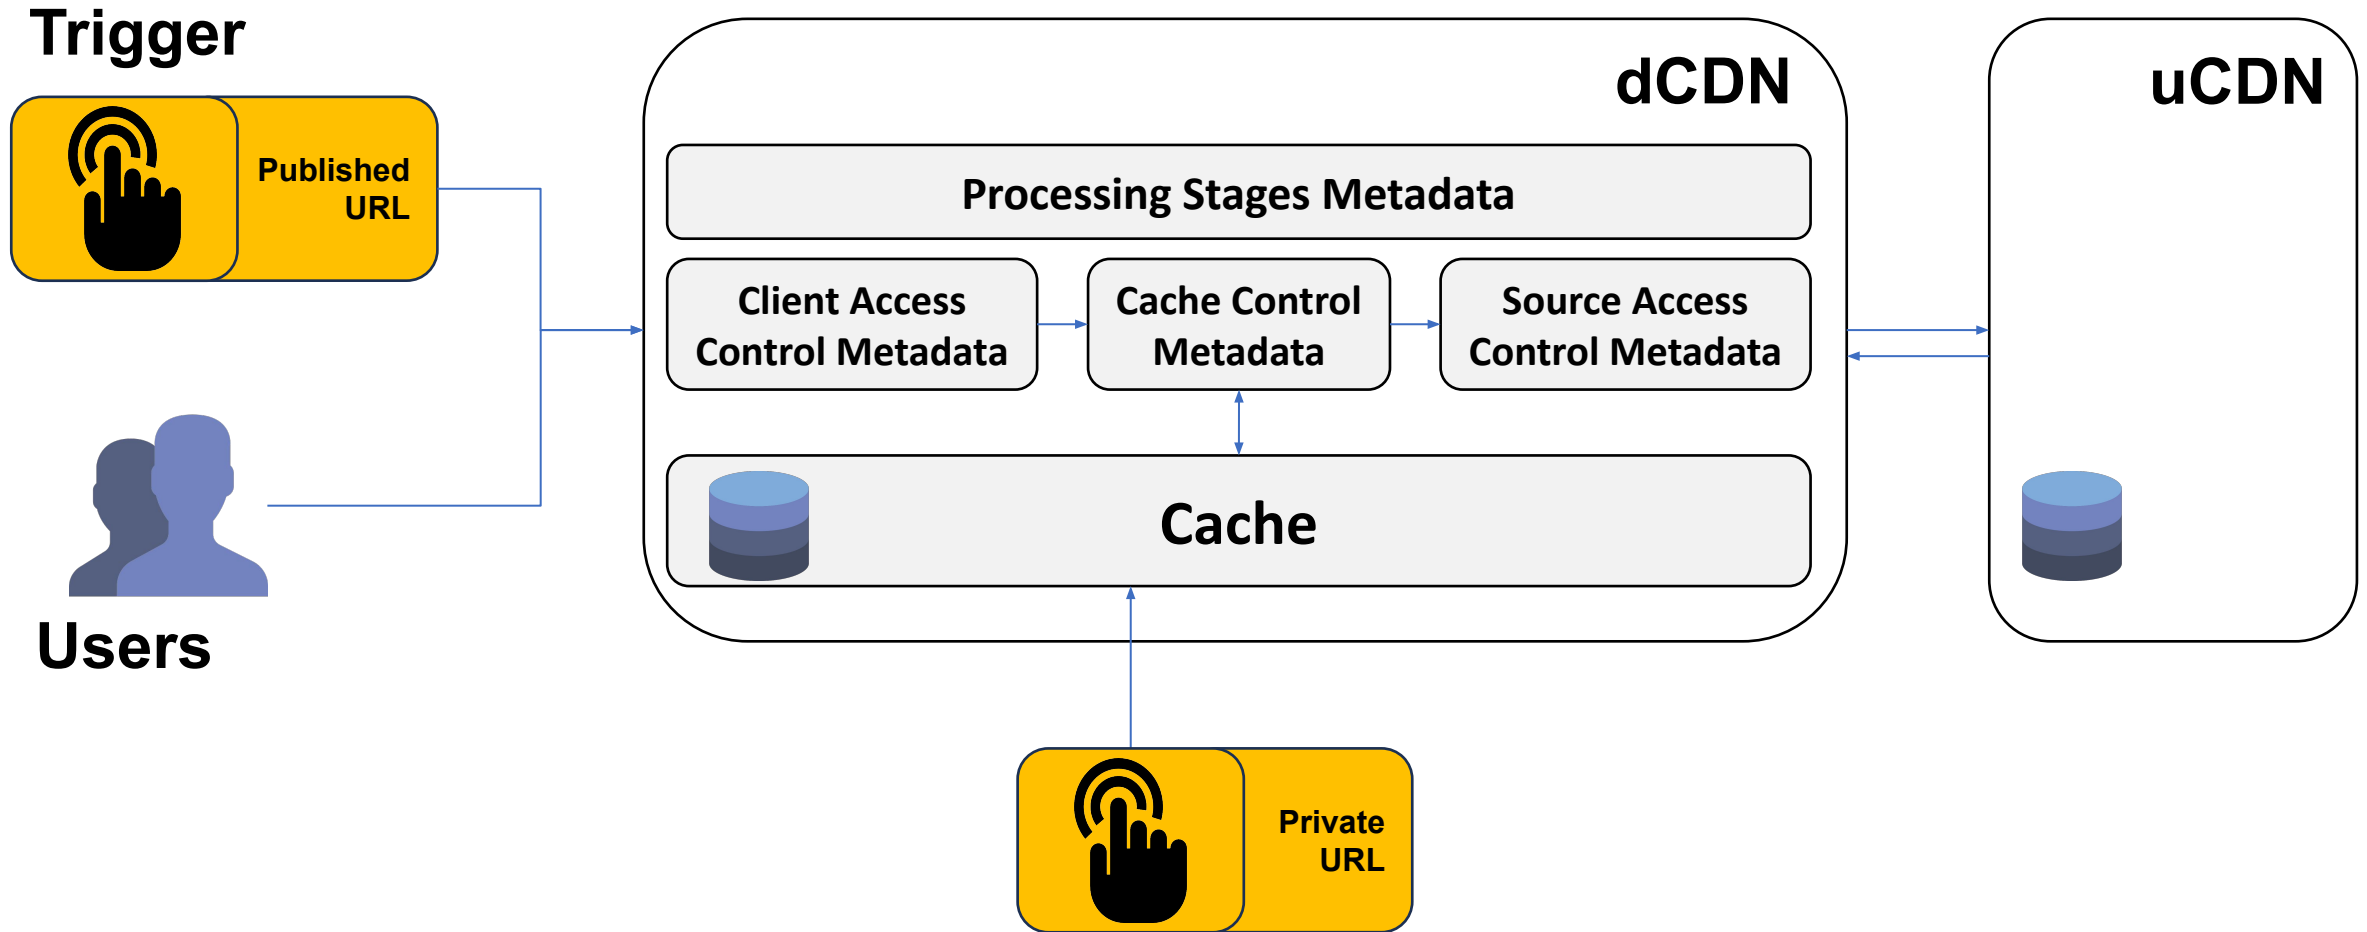 Trigger
Published
URL
Users
dCDN
Processing Stages Metadata
Client Access
Control Metadata
Cache Control
Metadata
Source Access
Control Metadata
Cache
uCDN
Private
URL